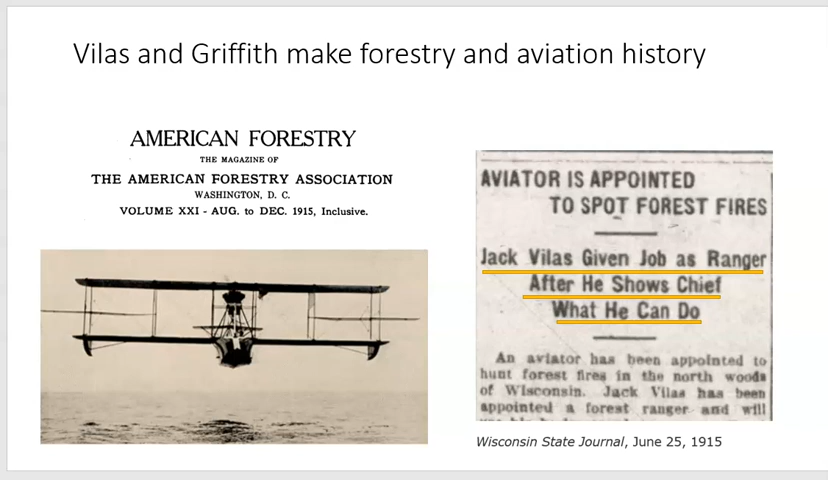 Vilas and Griffith make forestry and aviation history
AMERICAN FORESTRY
THE MAGAZINE OF
THE AMERICAN FORESTRY ASSOCIATION
WASHINGTON, D. C.
VOLUME XXI - AUG. to DEC. 1915, Inclusive.
AVIATOR IS APPOINTED
TO SPOT FOREST FIRES
Jack Vilas Given Job as Ranger
After He Shows Chief
What He Can Do
An aviator has been appointed to
hunt forest fires in the north woods
of Wisconsin. Jack Vilas has been
appointed a forest ranger and will
Wisconsin State Journal, June 25, 1915